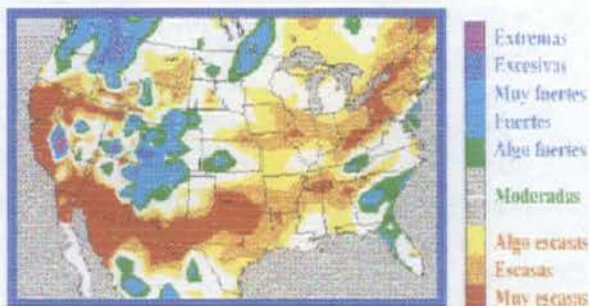 Extremas
Excesivas
Muy fuertes
Fuertes
Algo fuertes
Moderadas
Algo escasas
Escasas
Muy escasas